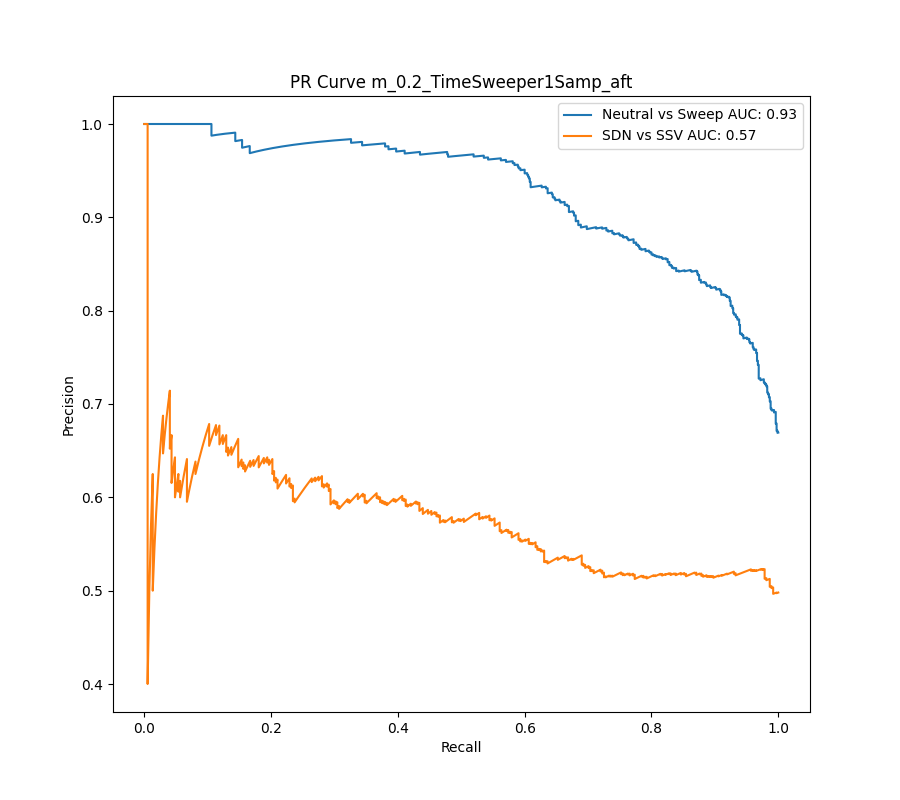 PR Curve m_0.2_TimeSweeper1Samp_aft
Neutral vs Sweep AUC: 0.93
SDN vs SSV AUC: 0.57
1.0
0.9
0.8
0.7
0.6
0.5
0.4
Precision
0.0 0.2 0.4 0.6 0.8 1.0
Recall